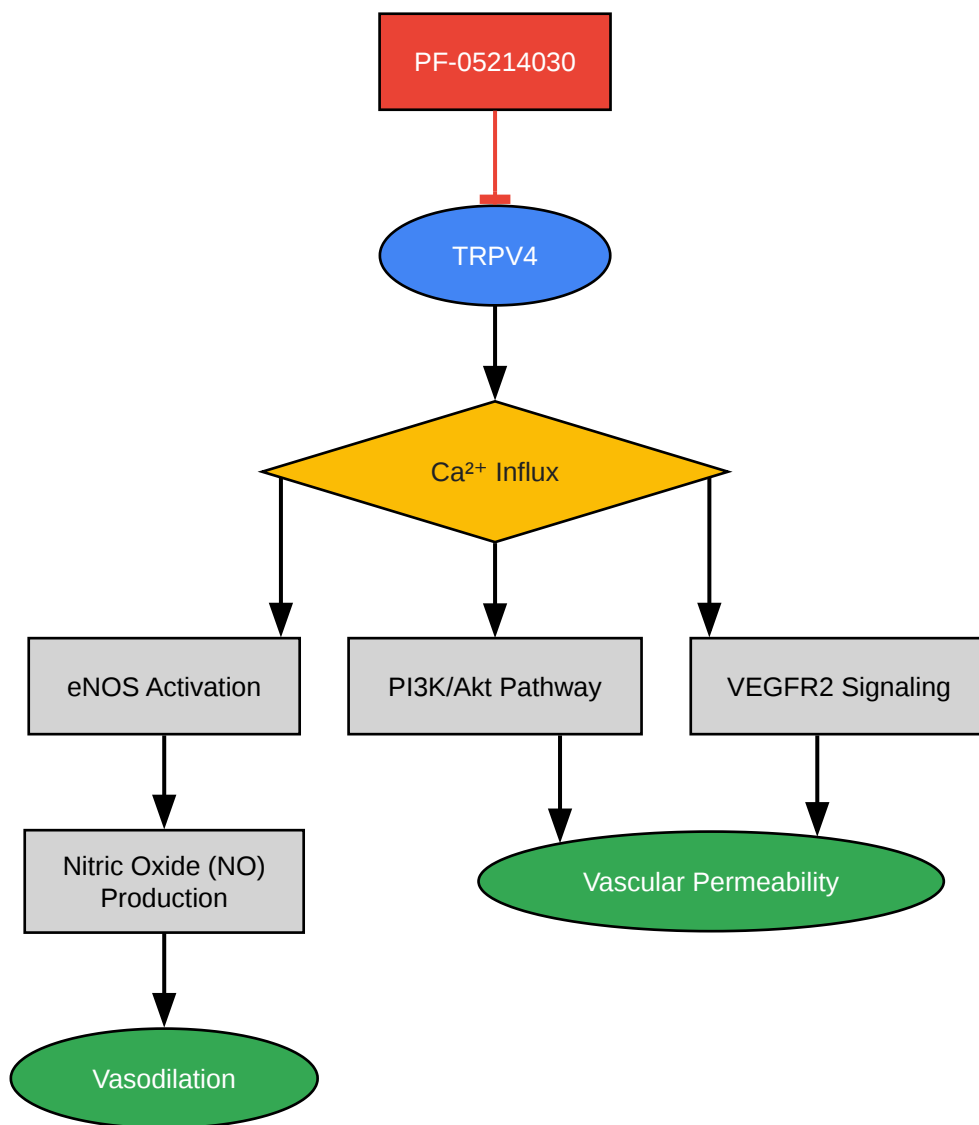 PF-05214030
TRPV4
Ca²⁺ Influx
eNOS Activation
PI3K/Akt Pathway
VEGFR2 Signaling
Nitric Oxide (NO)
Production
Vascular Permeability
Vasodilation